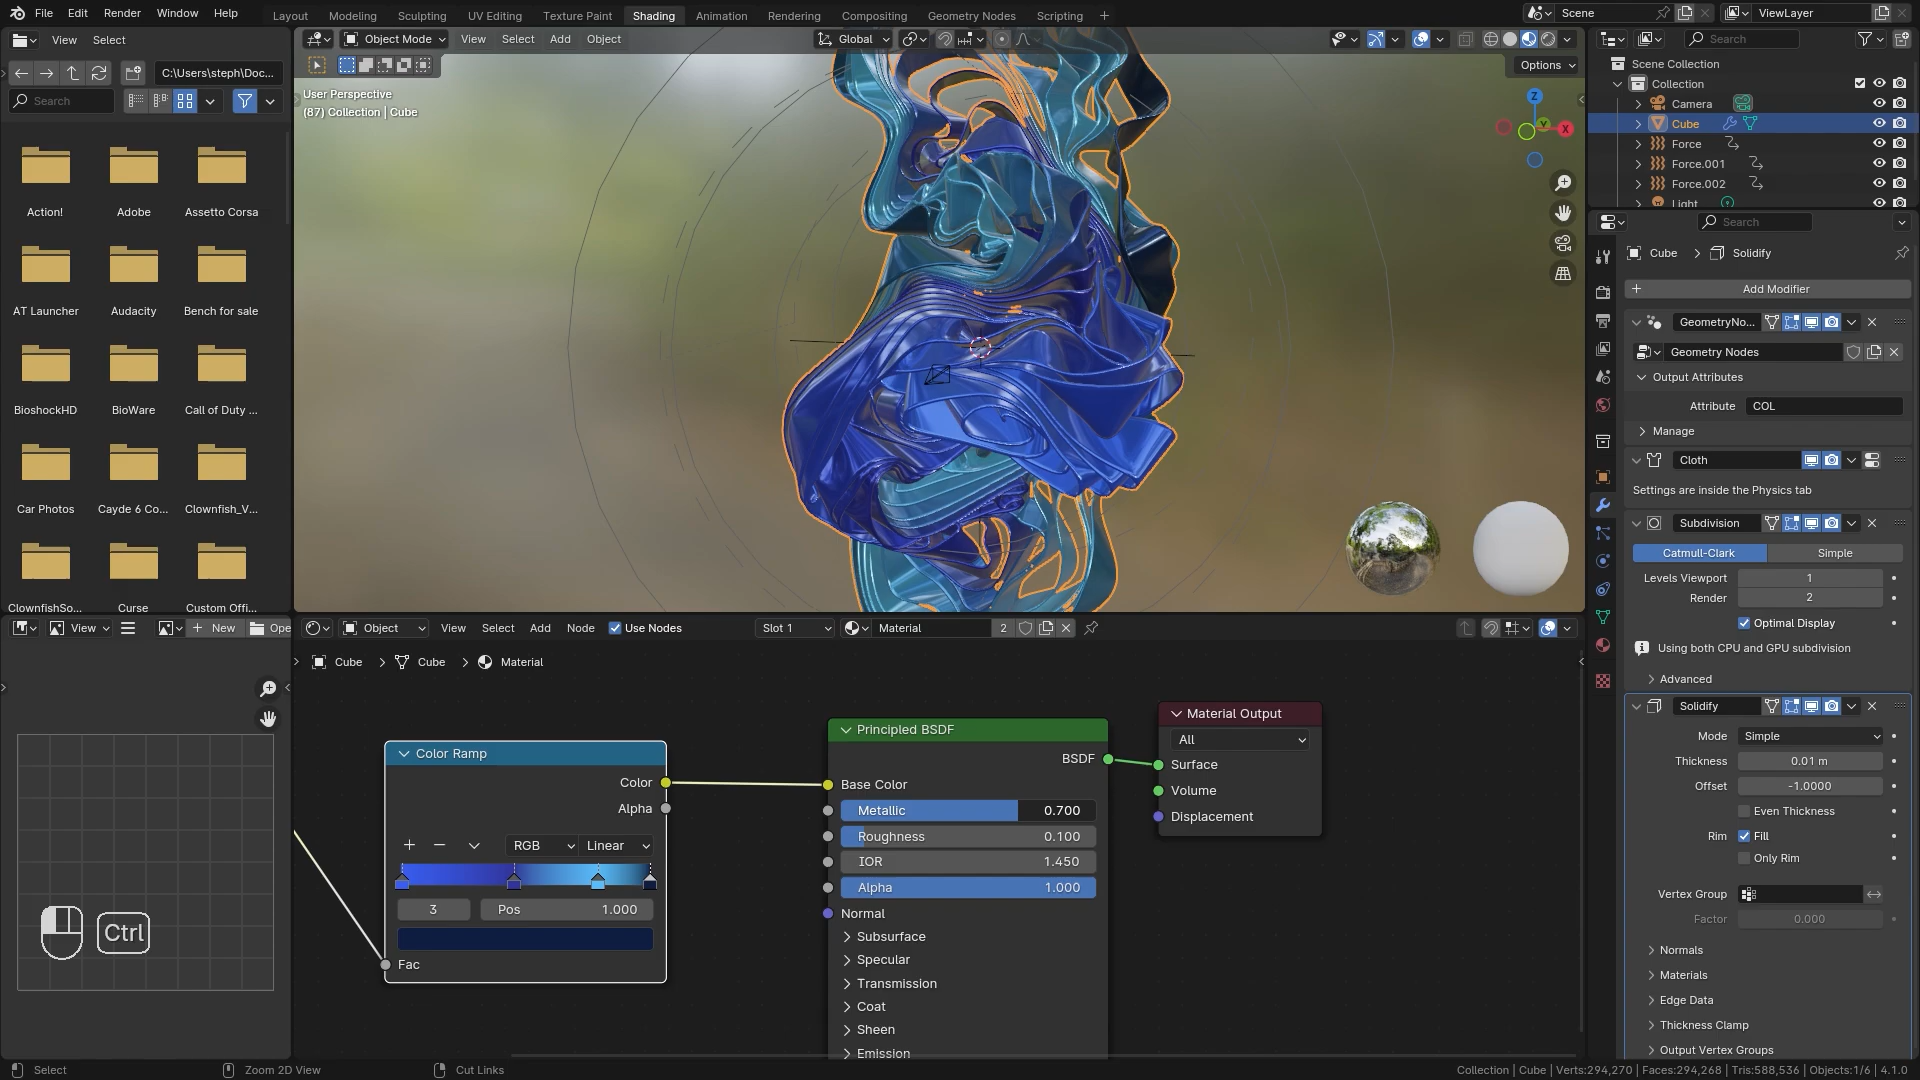 File Edit Render Window Help Layout Modeling Sculpting UV Editing Texture Paint Shading Animation Rendering Compositing Geometry Nodes Scripting + Scene ViewLayer
View Select
C:\Users\steph\Doc...
Search
Action! Adobe Assetto Corsa
AT Launcher Audacity Bench for sale
BioshockHD BioWare Call of Duty ...
Car Photos Cayde 6 Co... Clownfish_V...
ClownfishSo... Curse Custom Offi...
Object Mode View Select Add Object Global
Options
User Perspective
(87) Collection | Cube
Z
Y
X
Search
Scene Collection
Collection
Camera
Cube
Force
Force.001
Force.002
Light
Search
Cube > Solidify
+ Add Modifier
GeometryNo...
Geometry Nodes
Output Attributes
Attribute COL
Manage
Cloth
Settings are inside the Physics tab
Subdivision
Catmull-Clark Simple
Levels Viewport 1
Render 2
Optimal Display
Using both CPU and GPU subdivision
Advanced
Solidify
Mode Simple
Thickness 0.01 m
Offset -1.0000
Even Thickness
Rim Fill
Only Rim
Vertex Group
Factor 0.000
Normals
Materials
Edge Data
Thickness Clamp
Output Vertex Groups
View + New Ope
Object View Select Add Node Use Nodes Slot 1 Material 2
Cube > Cube > Material
Color Ramp
Color
Alpha
+ − RGB Linear
3 Pos 1.000
Fac
Principled BSDF
BSDF
Base Color
Metallic 0.700
Roughness 0.100
IOR 1.450
Alpha 1.000
Normal
Subsurface
Specular
Transmission
Coat
Sheen
Emission
Material Output
All
Surface
Volume
Displacement
Ctrl
Select Zoom 2D View Cut Links Collection | Cube | Verts:294,270 | Faces:294,268 | Tris:588,536 | Objects:1/6 | 4.1.0